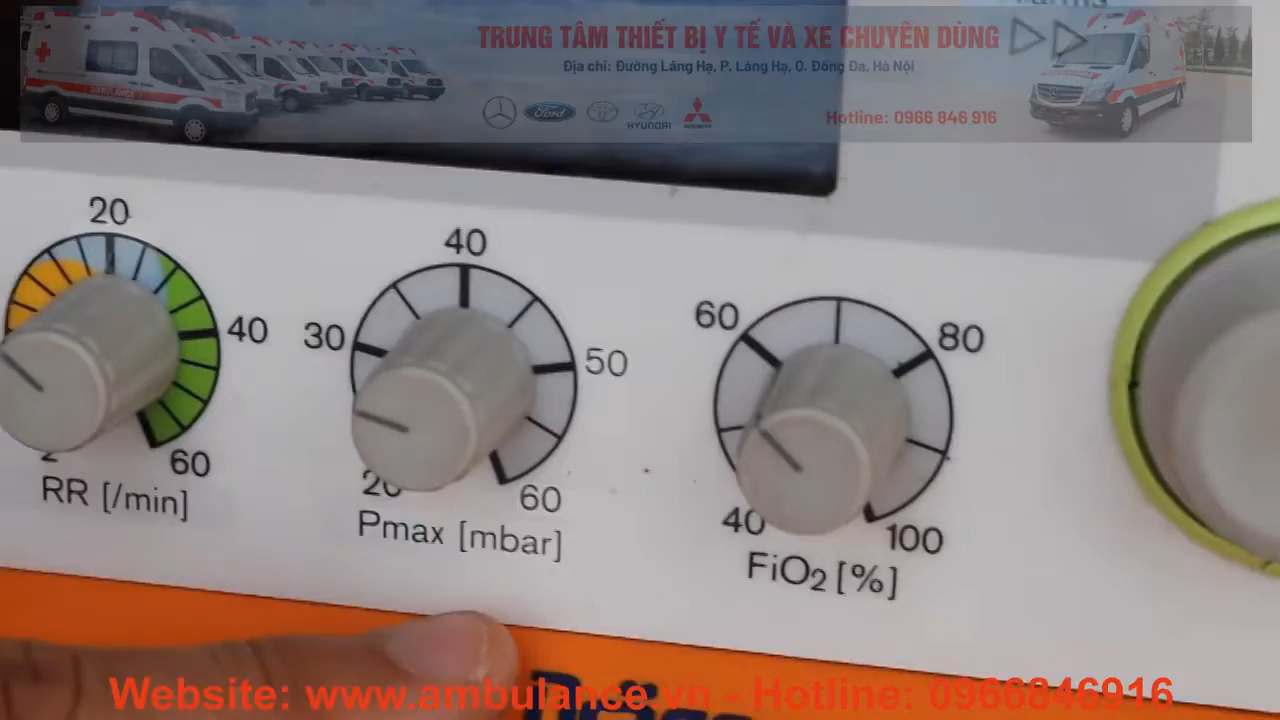 TRUNG TÂM THIẾT BỊ Y TẾ VÀ XE CHUYÊN DÙNG
Địa chỉ: Đường Láng Hạ, P. Láng Hạ, Q. Đống Đa, Hà Nội
Ford
HYUNDAI
Hotline: 0966 846 916
20
40
60
2
RR [/min]
40
30
50
20
60
Pmax [mbar]
60
80
40
100
FiO₂ [%]
Website: www.ambulance.vn - Hotline: 0966846916